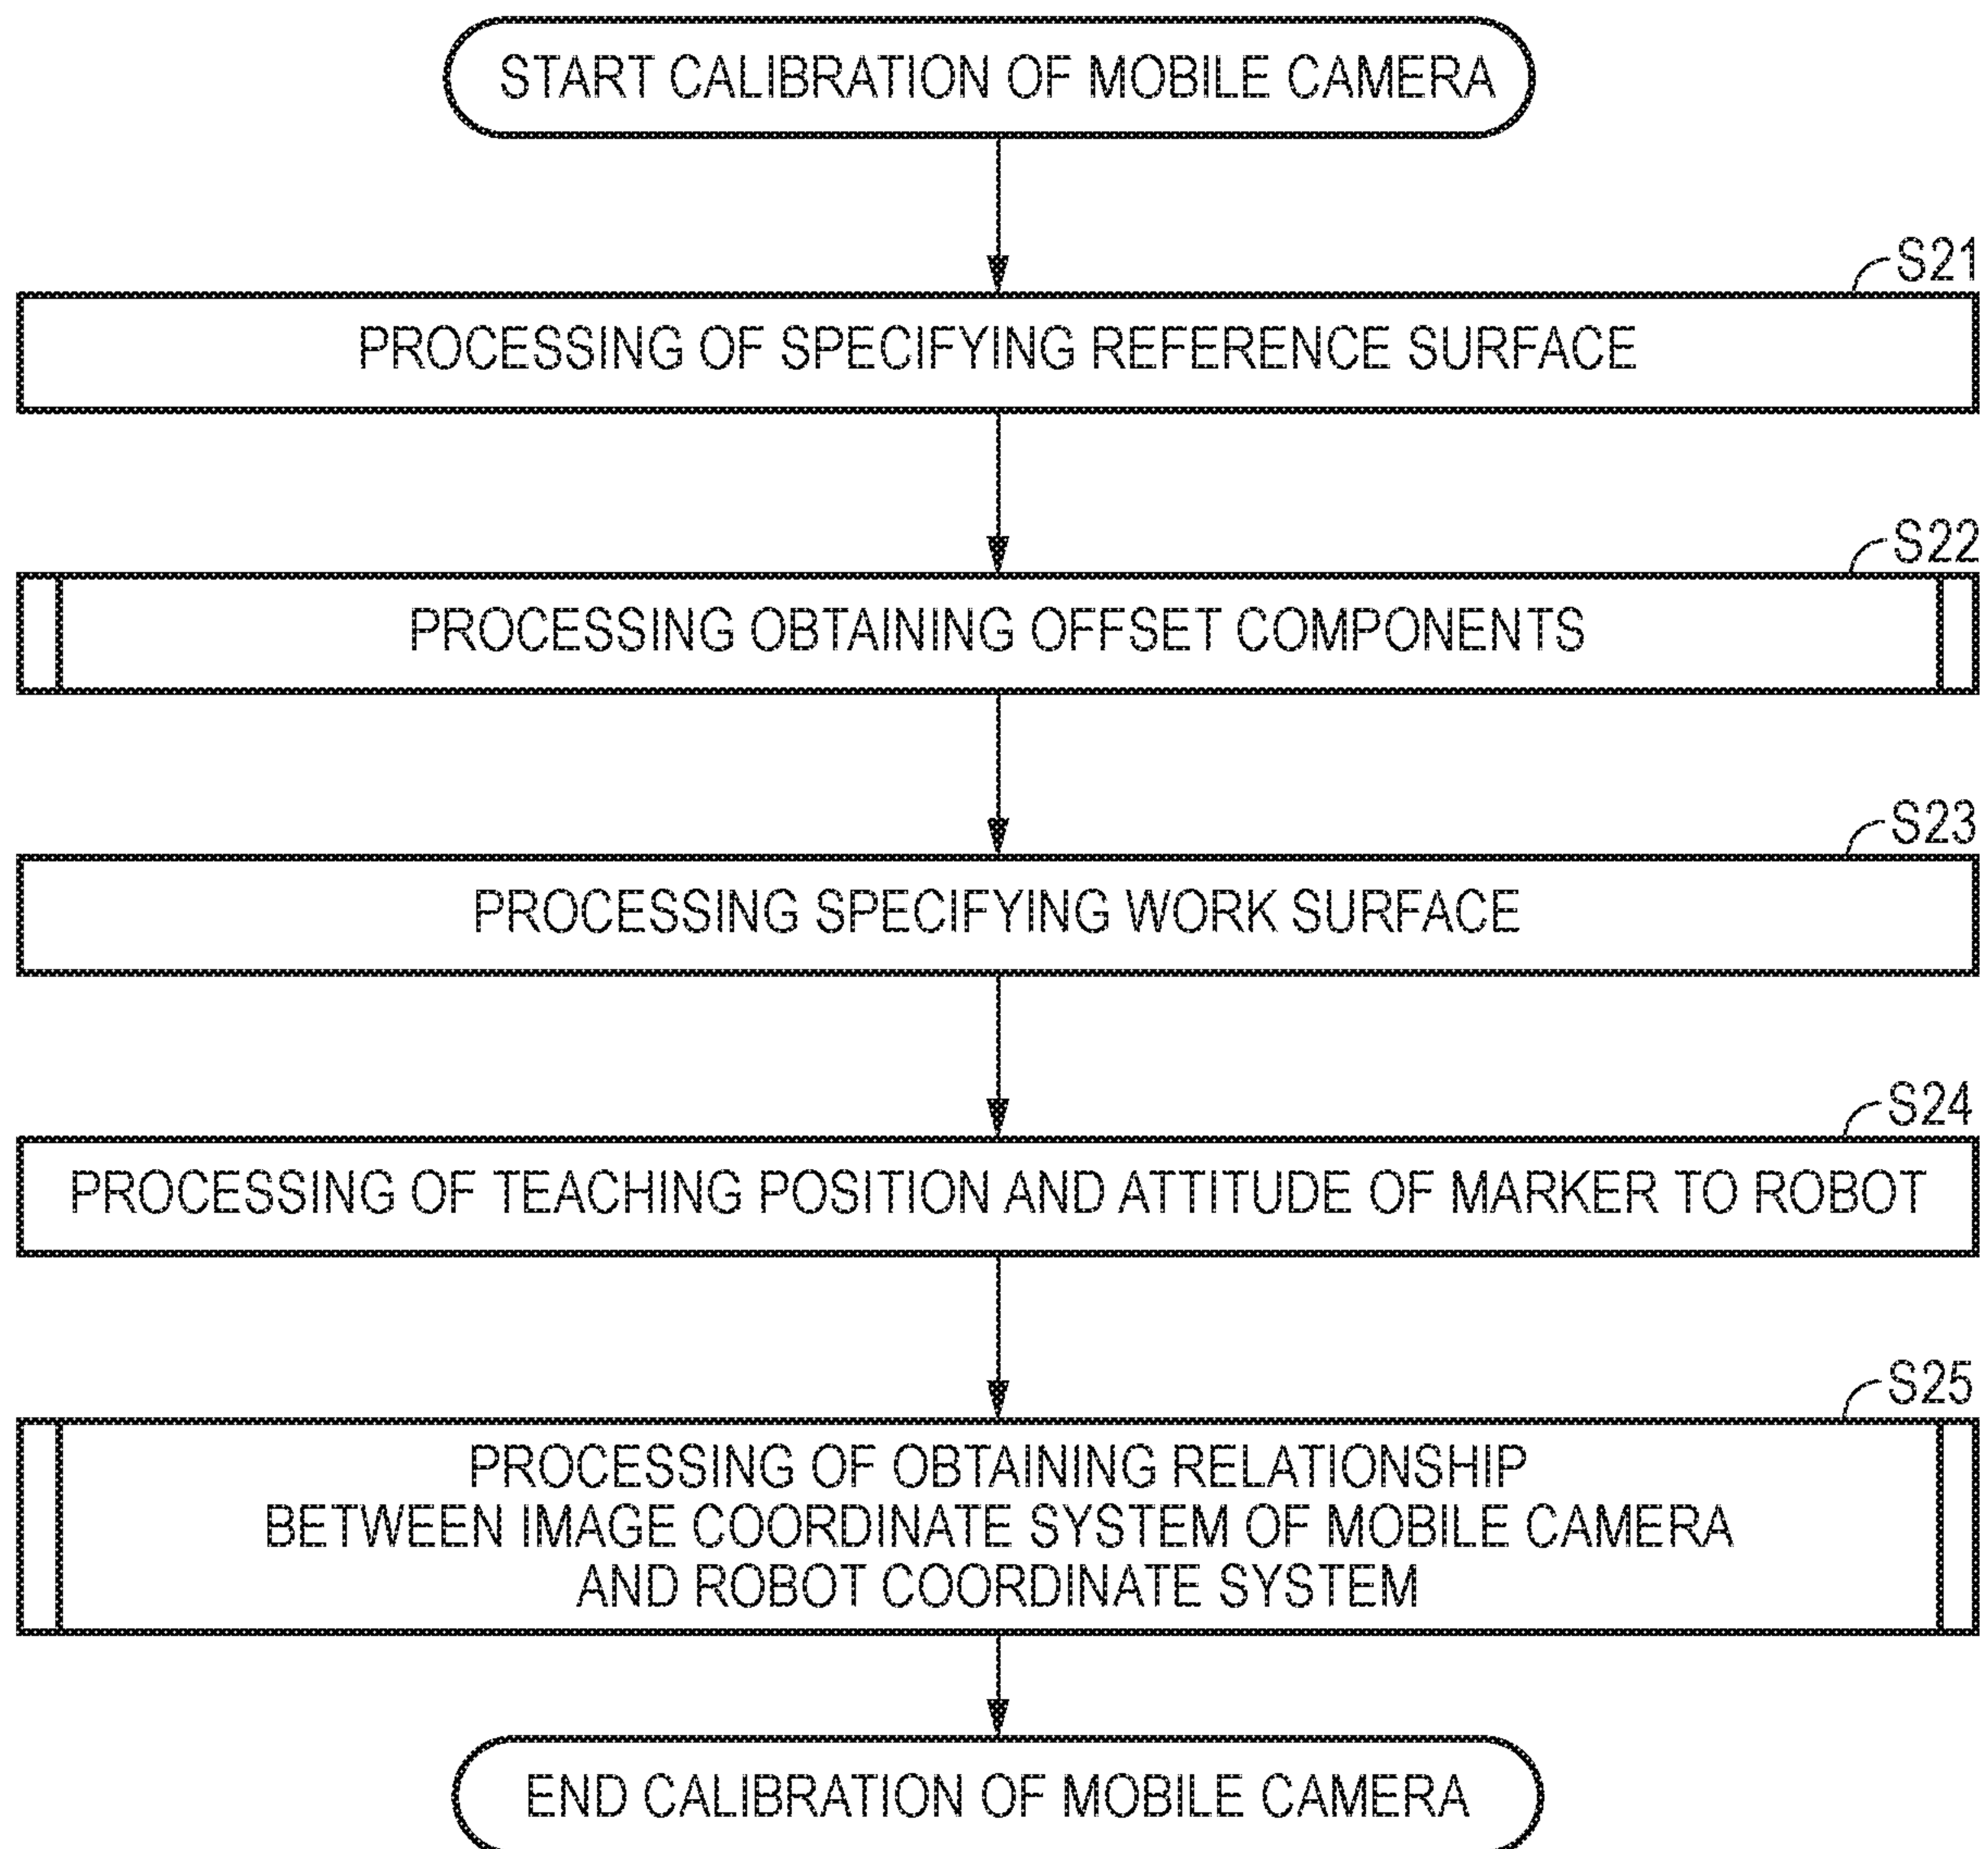 START CALIBRATION OF MOBILE CAMERA
S21
PROCESSING OF SPECIFYING REFERENCE SURFACE
S22
PROCESSING OBTAINING OFFSET COMPONENTS
S23
PROCESSING SPECIFYING WORK SURFACE
S24
PROCESSING OF TEACHING POSITION AND ATTITUDE OF MARKER TO ROBOT
S25
PROCESSING OF OBTAINING RELATIONSHIP
BETWEEN IMAGE COORDINATE SYSTEM OF MOBILE CAMERA
AND ROBOT COORDINATE SYSTEM
END CALIBRATION OF MOBILE CAMERA